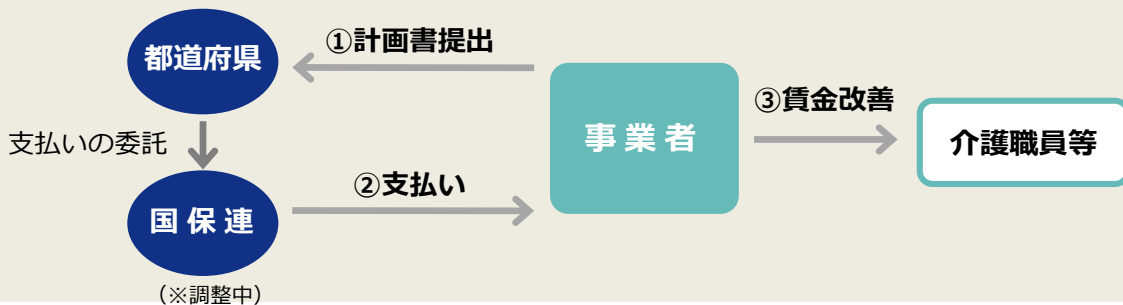 ①計画書提出
都道府県
③賃金改善
事業者
介護職員等
支払いの委託
②支払い
国保連
（※調整中）